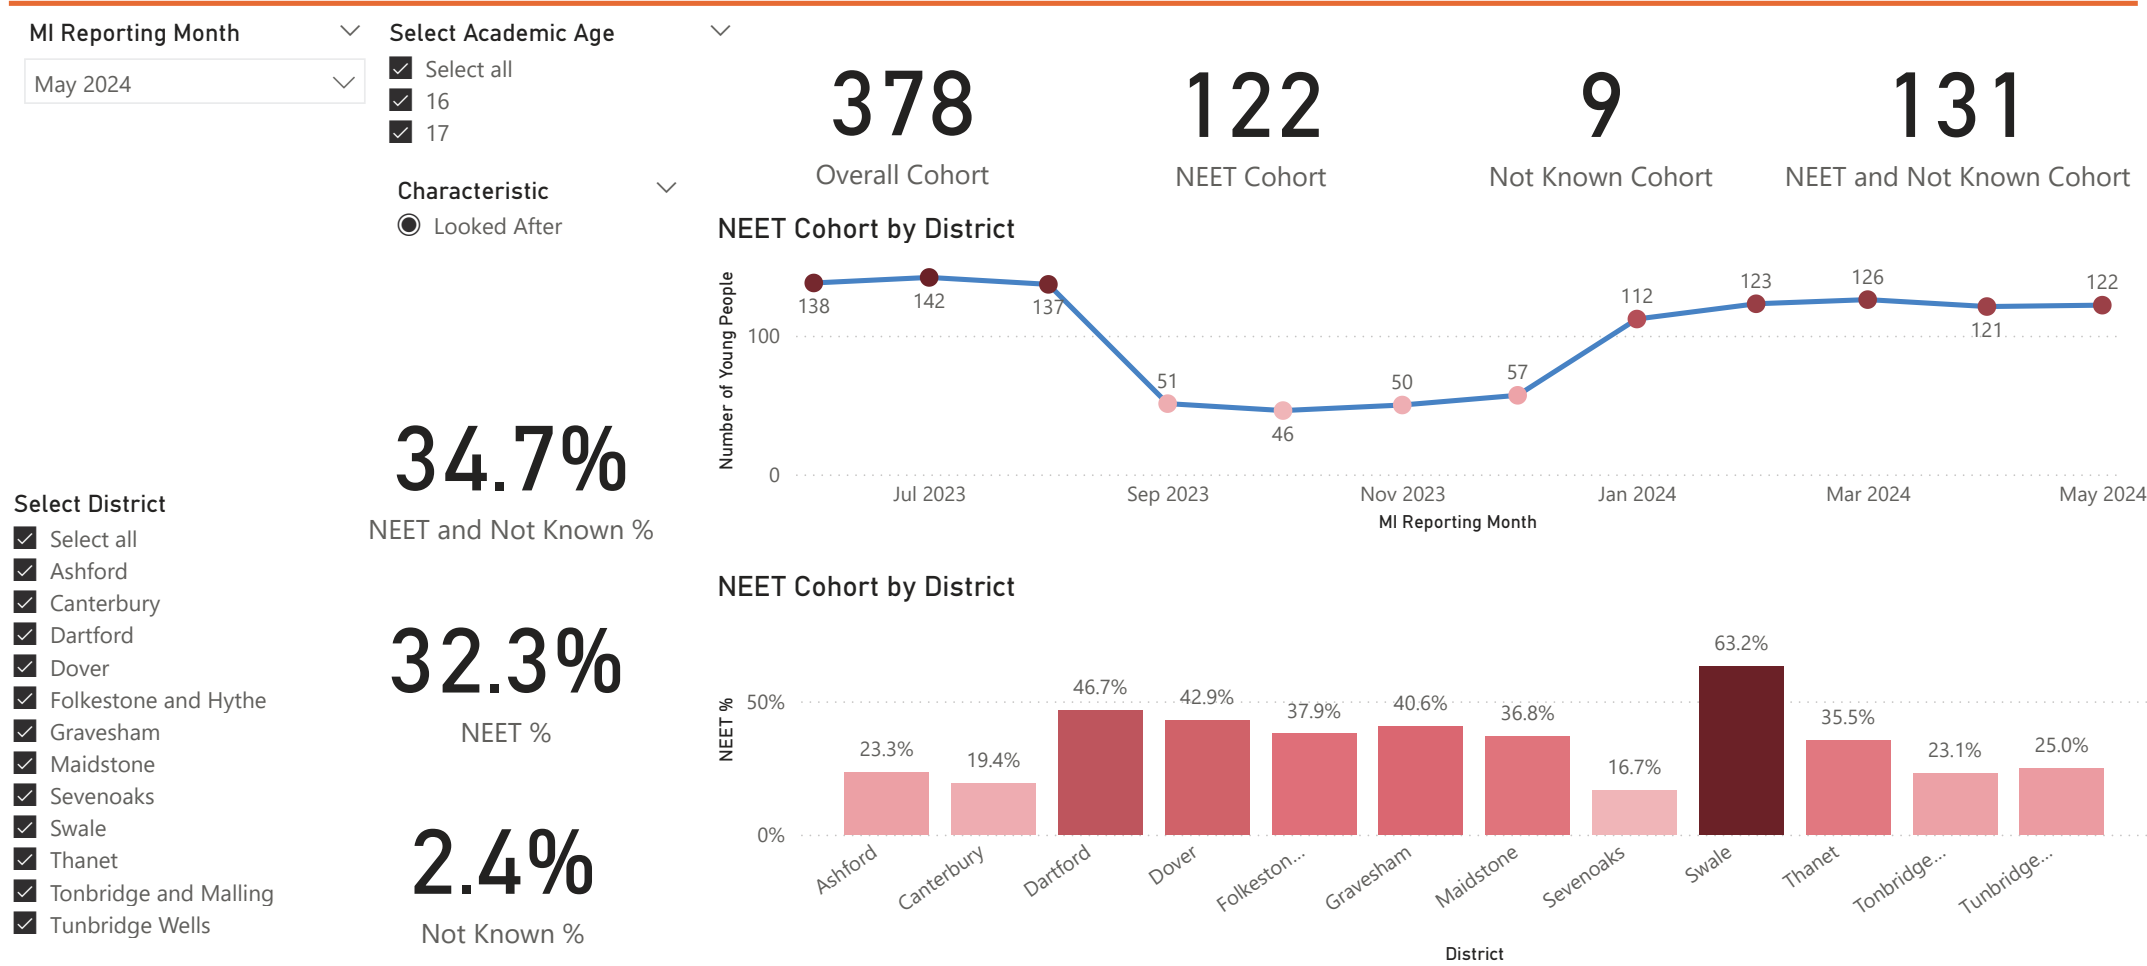 MI Reporting Month
May 2024
Select Academic Age
Select all
16
17
Characteristic
Looked After
378
Overall Cohort
122
NEET Cohort
9
Not Known Cohort
131
NEET and Not Known Cohort
NEET Cohort by District
Number of Young People
100
0
138
142
137
51
46
50
57
112
123
126
121
122
Jul 2023
Sep 2023
Nov 2023
Jan 2024
Mar 2024
May 2024
MI Reporting Month
34.7%
NEET and Not Known %
32.3%
NEET %
2.4%
Not Known %
Select District
Select all
Ashford
Canterbury
Dartford
Dover
Folkestone and Hythe
Gravesham
Maidstone
Sevenoaks
Swale
Thanet
Tonbridge and Malling
Tunbridge Wells
NEET Cohort by District
NEET %
50%
0%
23.3%
19.4%
46.7%
42.9%
37.9%
40.6%
36.8%
16.7%
63.2%
35.5%
23.1%
25.0%
Ashford
Canterbury
Dartford
Dover
Folkeston...
Gravesham
Maidstone
Sevenoaks
Swale
Thanet
Tonbridge...
Tunbridge...
District